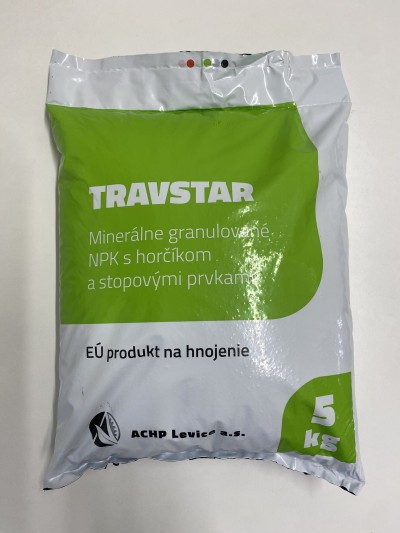 TRAVSTAR
Minerálne granulované
NPK s horčíkom
a stopovými prvkami
EÚ produkt na hnojenie
5
kg
ACHP Levice a.s.